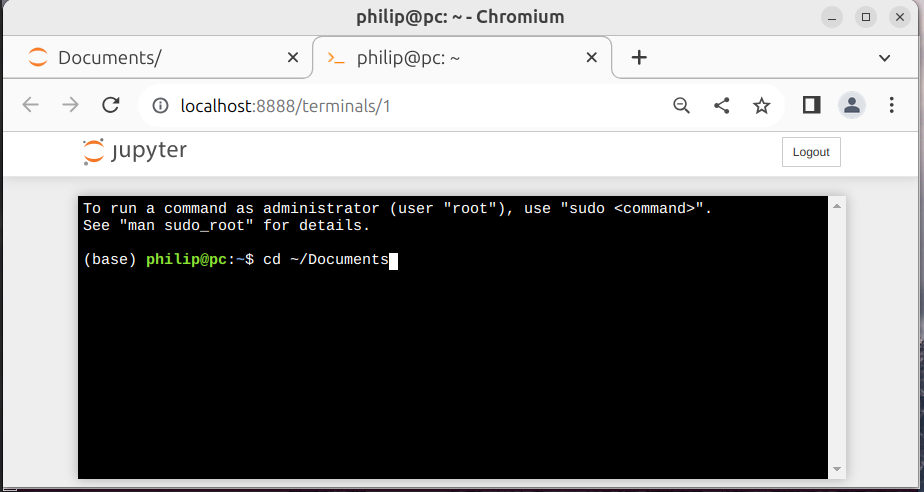 philip@pc: ~ - Chromium
Documents/
philip@pc: ~
localhost:8888/terminals/1
jupyter
Logout
To run a command as administrator (user "root"), use "sudo <command>".
See "man sudo_root" for details.
(base) philip@pc:~$ cd ~/Documents